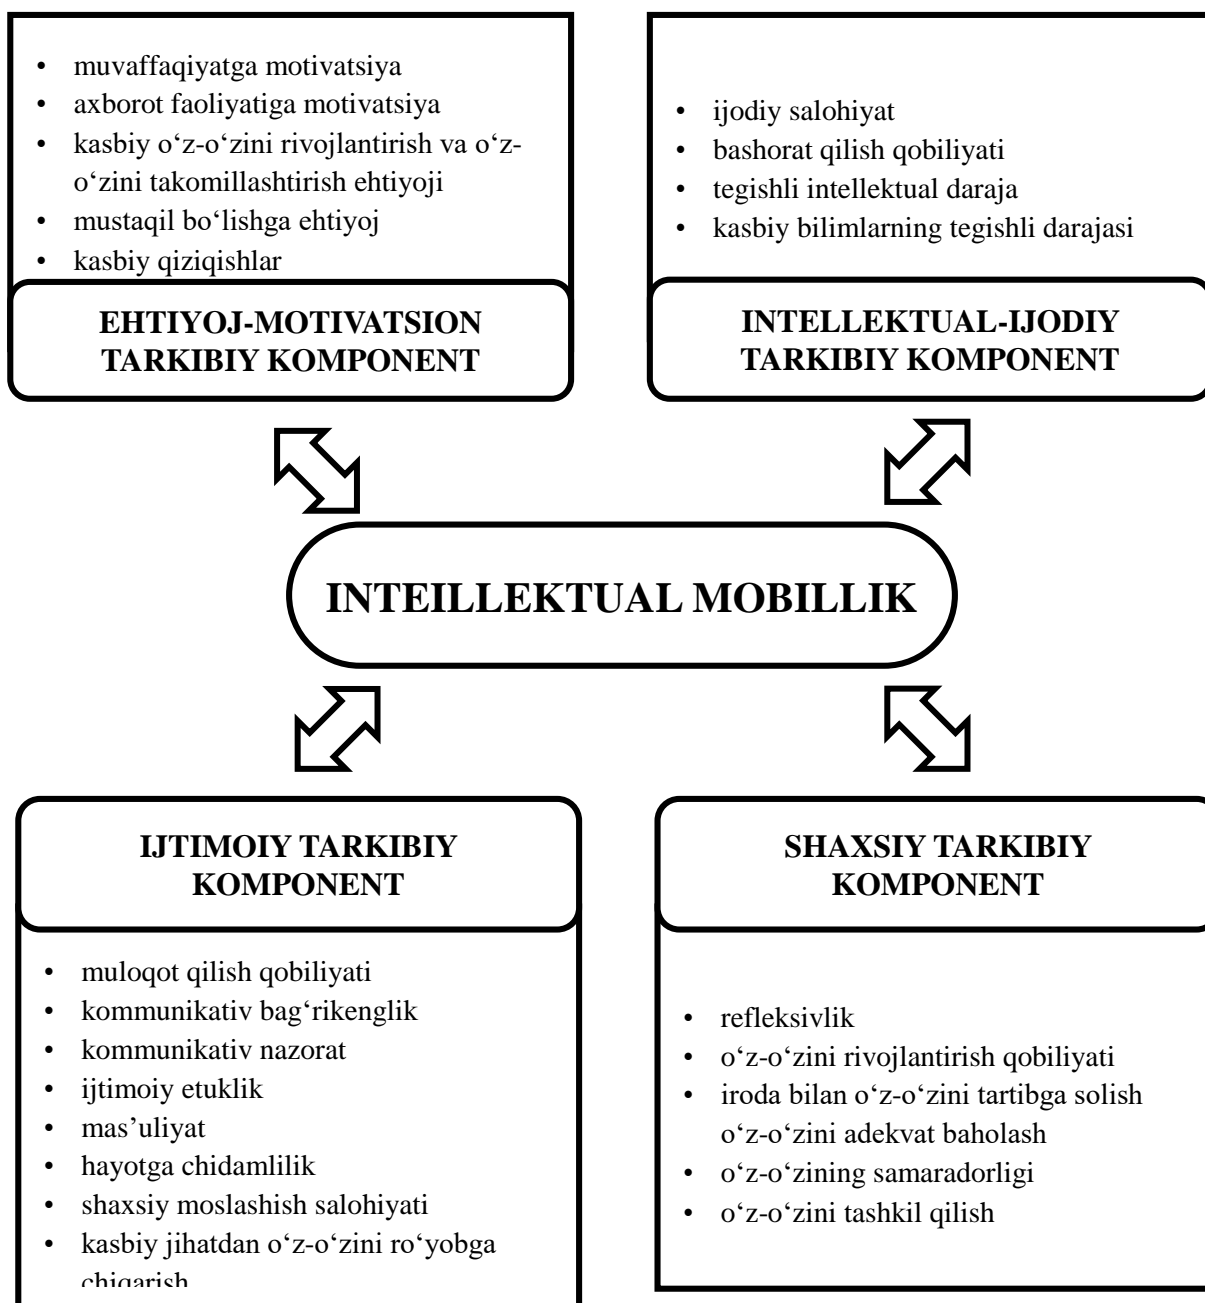 • muvaffaqiyatga motivatsiya
• axborot faoliyatiga motivatsiya
• kasbiy o‘z-o‘zini rivojlantirish va o‘z-
o‘zini takomillashtirish ehtiyoji
• mustaqil bo‘lishga ehtiyoj
• kasbiy qiziqishlar
EHTIYOJ-MOTIVATSION
TARKIBIY KOMPONENT
• ijodiy salohiyat
• bashorat qilish qobiliyati
• tegishli intellektual daraja
• kasbiy bilimlarning tegishli darajasi
INTELLEKTUAL-IJODIY
TARKIBIY KOMPONENT
INTEILLEKTUAL MOBILLIK
IJTIMOIY TARKIBIY
KOMPONENT
• muloqot qilish qobiliyati
• kommunikativ bag‘rikenglik
• kommunikativ nazorat
• ijtimoiy etuklik
• mas’uliyat
• hayotga chidamlilik
• shaxsiy moslashish salohiyati
• kasbiy jihatdan o‘z-o‘zini ro‘yobga
chiqarish
SHAXSIY TARKIBIY
KOMPONENT
• refleksivlik
• o‘z-o‘zini rivojlantirish qobiliyati
• iroda bilan o‘z-o‘zini tartibga solish
o‘z-o‘zini adekvat baholash
• o‘z-o‘zining samaradorligi
• o‘z-o‘zini tashkil qilish